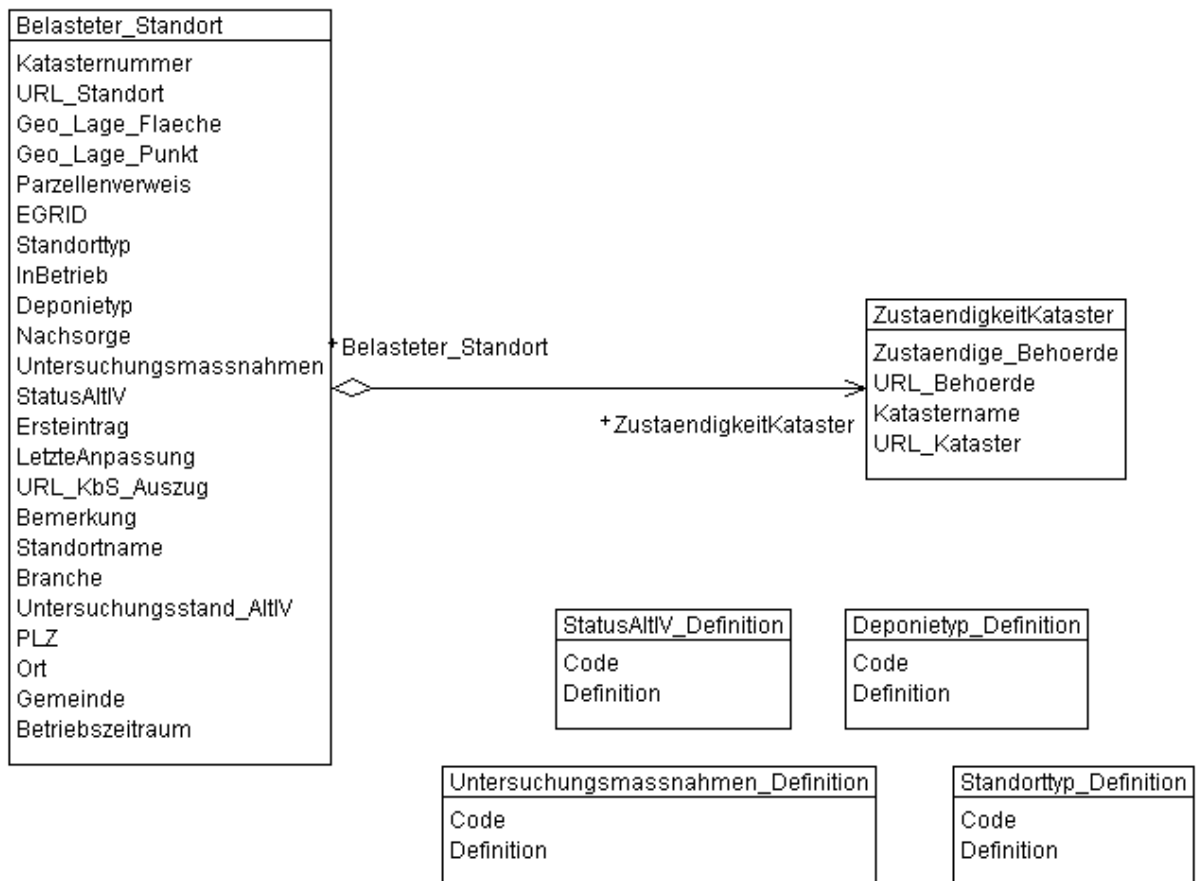 Belasteter_Standort
Katasternummer
URL_Standort
Geo_Lage_Flaeche
Geo_Lage_Punkt
Parzellenverweis
EGRID
Standorttyp
InBetrieb
Deponietyp
Nachsorge
Untersuchungsmassnahmen
StatusAltlV
Ersteintrag
LetzteAnpassung
URL_KbS_Auszug
Bemerkung
Standortname
Branche
Untersuchungsstand_AltlV
PLZ
Ort
Gemeinde
Betriebszeitraum
+Belasteter_Standort
+ZustaendigkeitKataster
ZustaendigkeitKataster
Zustaendige_Behoerde
URL_Behoerde
Katastername
URL_Kataster
StatusAltlV_Definition
Code
Definition
Deponietyp_Definition
Code
Definition
Untersuchungsmassnahmen_Definition
Code
Definition
Standorttyp_Definition
Code
Definition